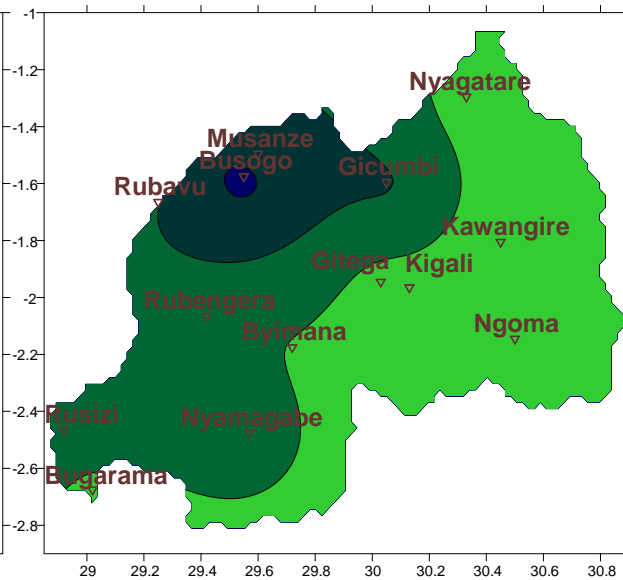 -1
Nyagatare
-1.2
-1.4
Musanze
Busogo
Gicumbi
-1.6
Rubavu
Kawangire
-1.8
Gitega
Kigali
-2
Rubengera
Byimana
Ngoma
-2.2
-2.4
Rusizi
Nyamagabe
-2.6
Bugarama
-2.8
29 29.2 29.4 29.6 29.8 30 30.2 30.4 30.6 30.8